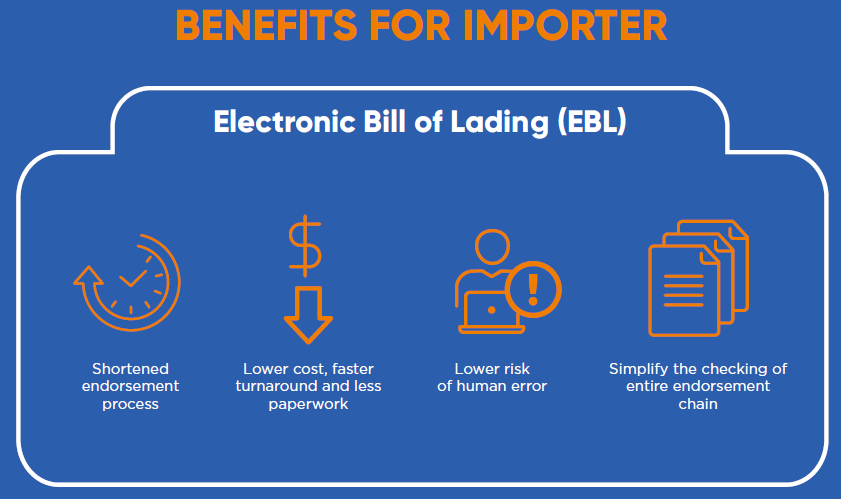 BENEFITS FOR IMPORTER
Electronic Bill of Lading (EBL)
Shortened
endorsement
process
Lower cost, faster
turnaround and less
paperwork
Lower risk
of human error
Simplify the checking of
entire endorsement
chain